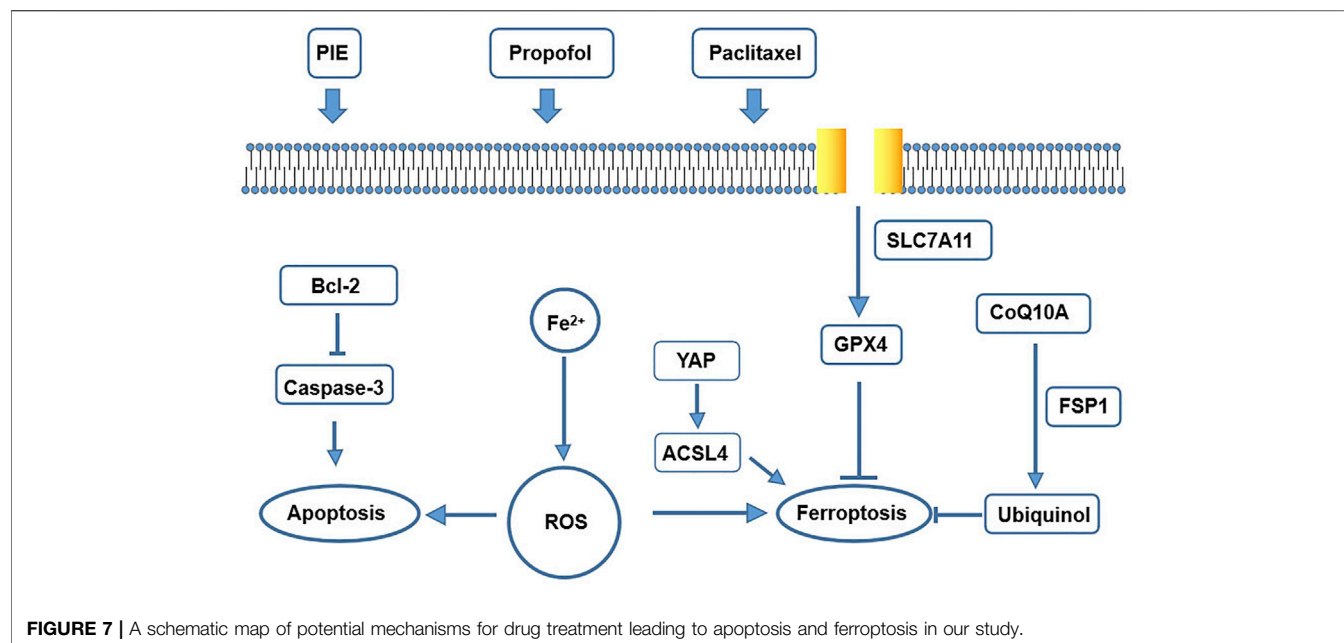 PIE
Propofol
Paclitaxel
SLC7A11
Bcl-2
Fe²⁺
CoQ10A
GPX4
YAP
Caspase-3
FSP1
ACSL4
Apoptosis
ROS
Ferroptosis
Ubiquinol
FIGURE 7 | A schematic map of potential mechanisms for drug treatment leading to apoptosis and ferroptosis in our study.